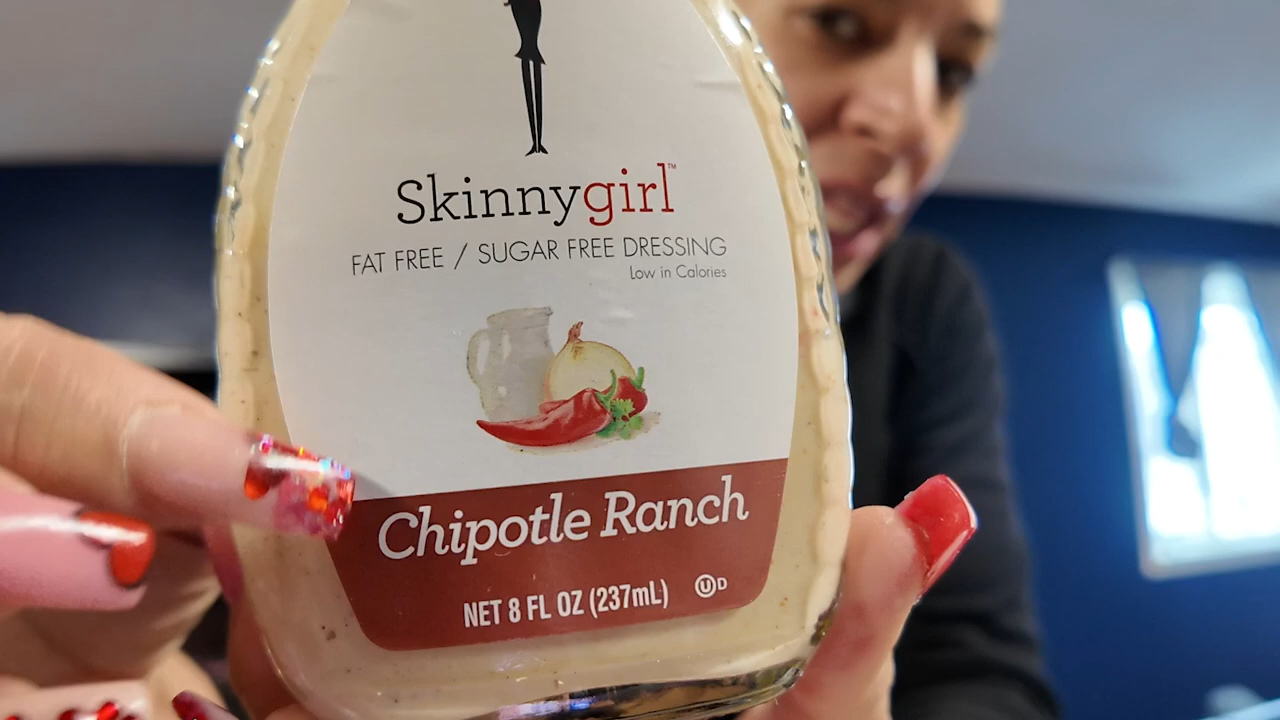 Skinnygirl™
FAT FREE / SUGAR FREE DRESSING
Low in Calories
Chipotle Ranch
NET 8 FL OZ (237mL) Ⓤ D